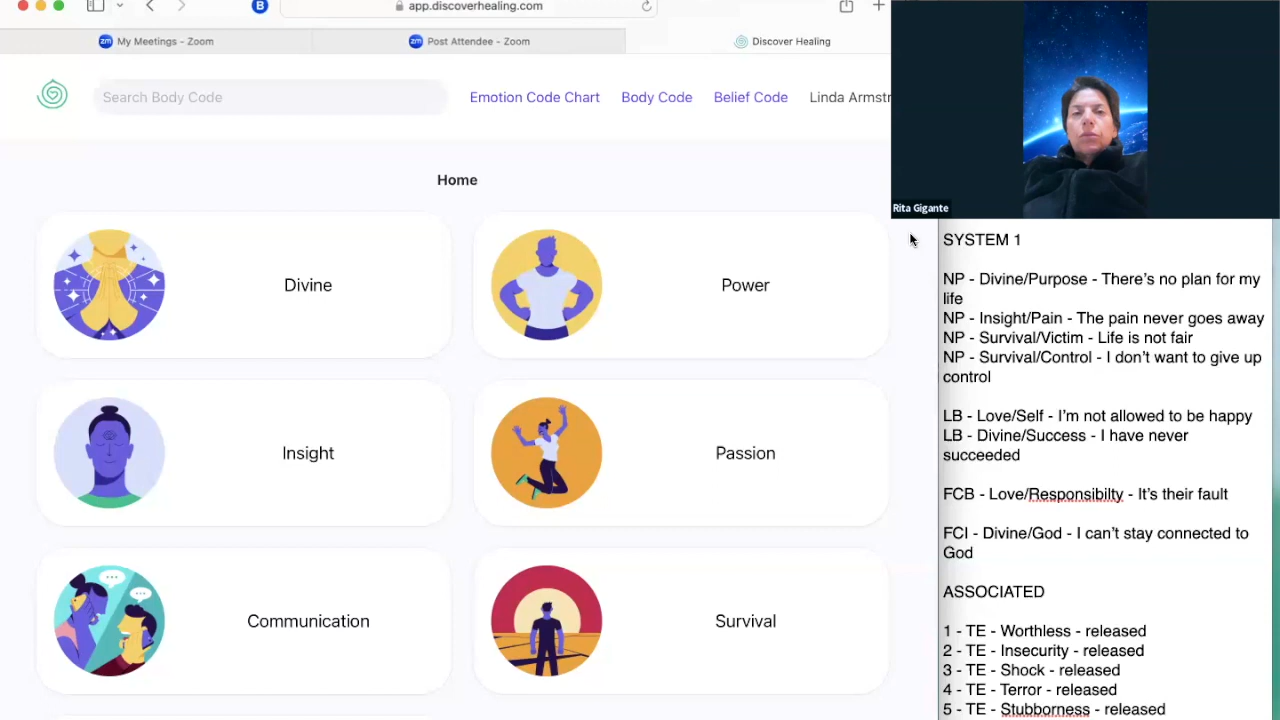 app.discoverhealing.com
My Meetings - Zoom
Post Attendee - Zoom
Discover Healing
Search Body Code
Emotion Code Chart
Body Code
Belief Code
Linda Armstr
Home
Divine
Power
Insight
Passion
Communication
Survival
Rita Gigante
SYSTEM 1
NP - Divine/Purpose - There's no plan for my
life
NP - Insight/Pain - The pain never goes away
NP - Survival/Victim - Life is not fair
NP - Survival/Control - I don't want to give up
control
LB - Love/Self - I'm not allowed to be happy
LB - Divine/Success - I have never
succeeded
FCB - Love/Responsibilty - It's their fault
FCI - Divine/God - I can't stay connected to
God
ASSOCIATED
1 - TE - Worthless - released
2 - TE - Insecurity - released
3 - TE - Shock - released
4 - TE - Terror - released
5 - TE - Stubborness - released